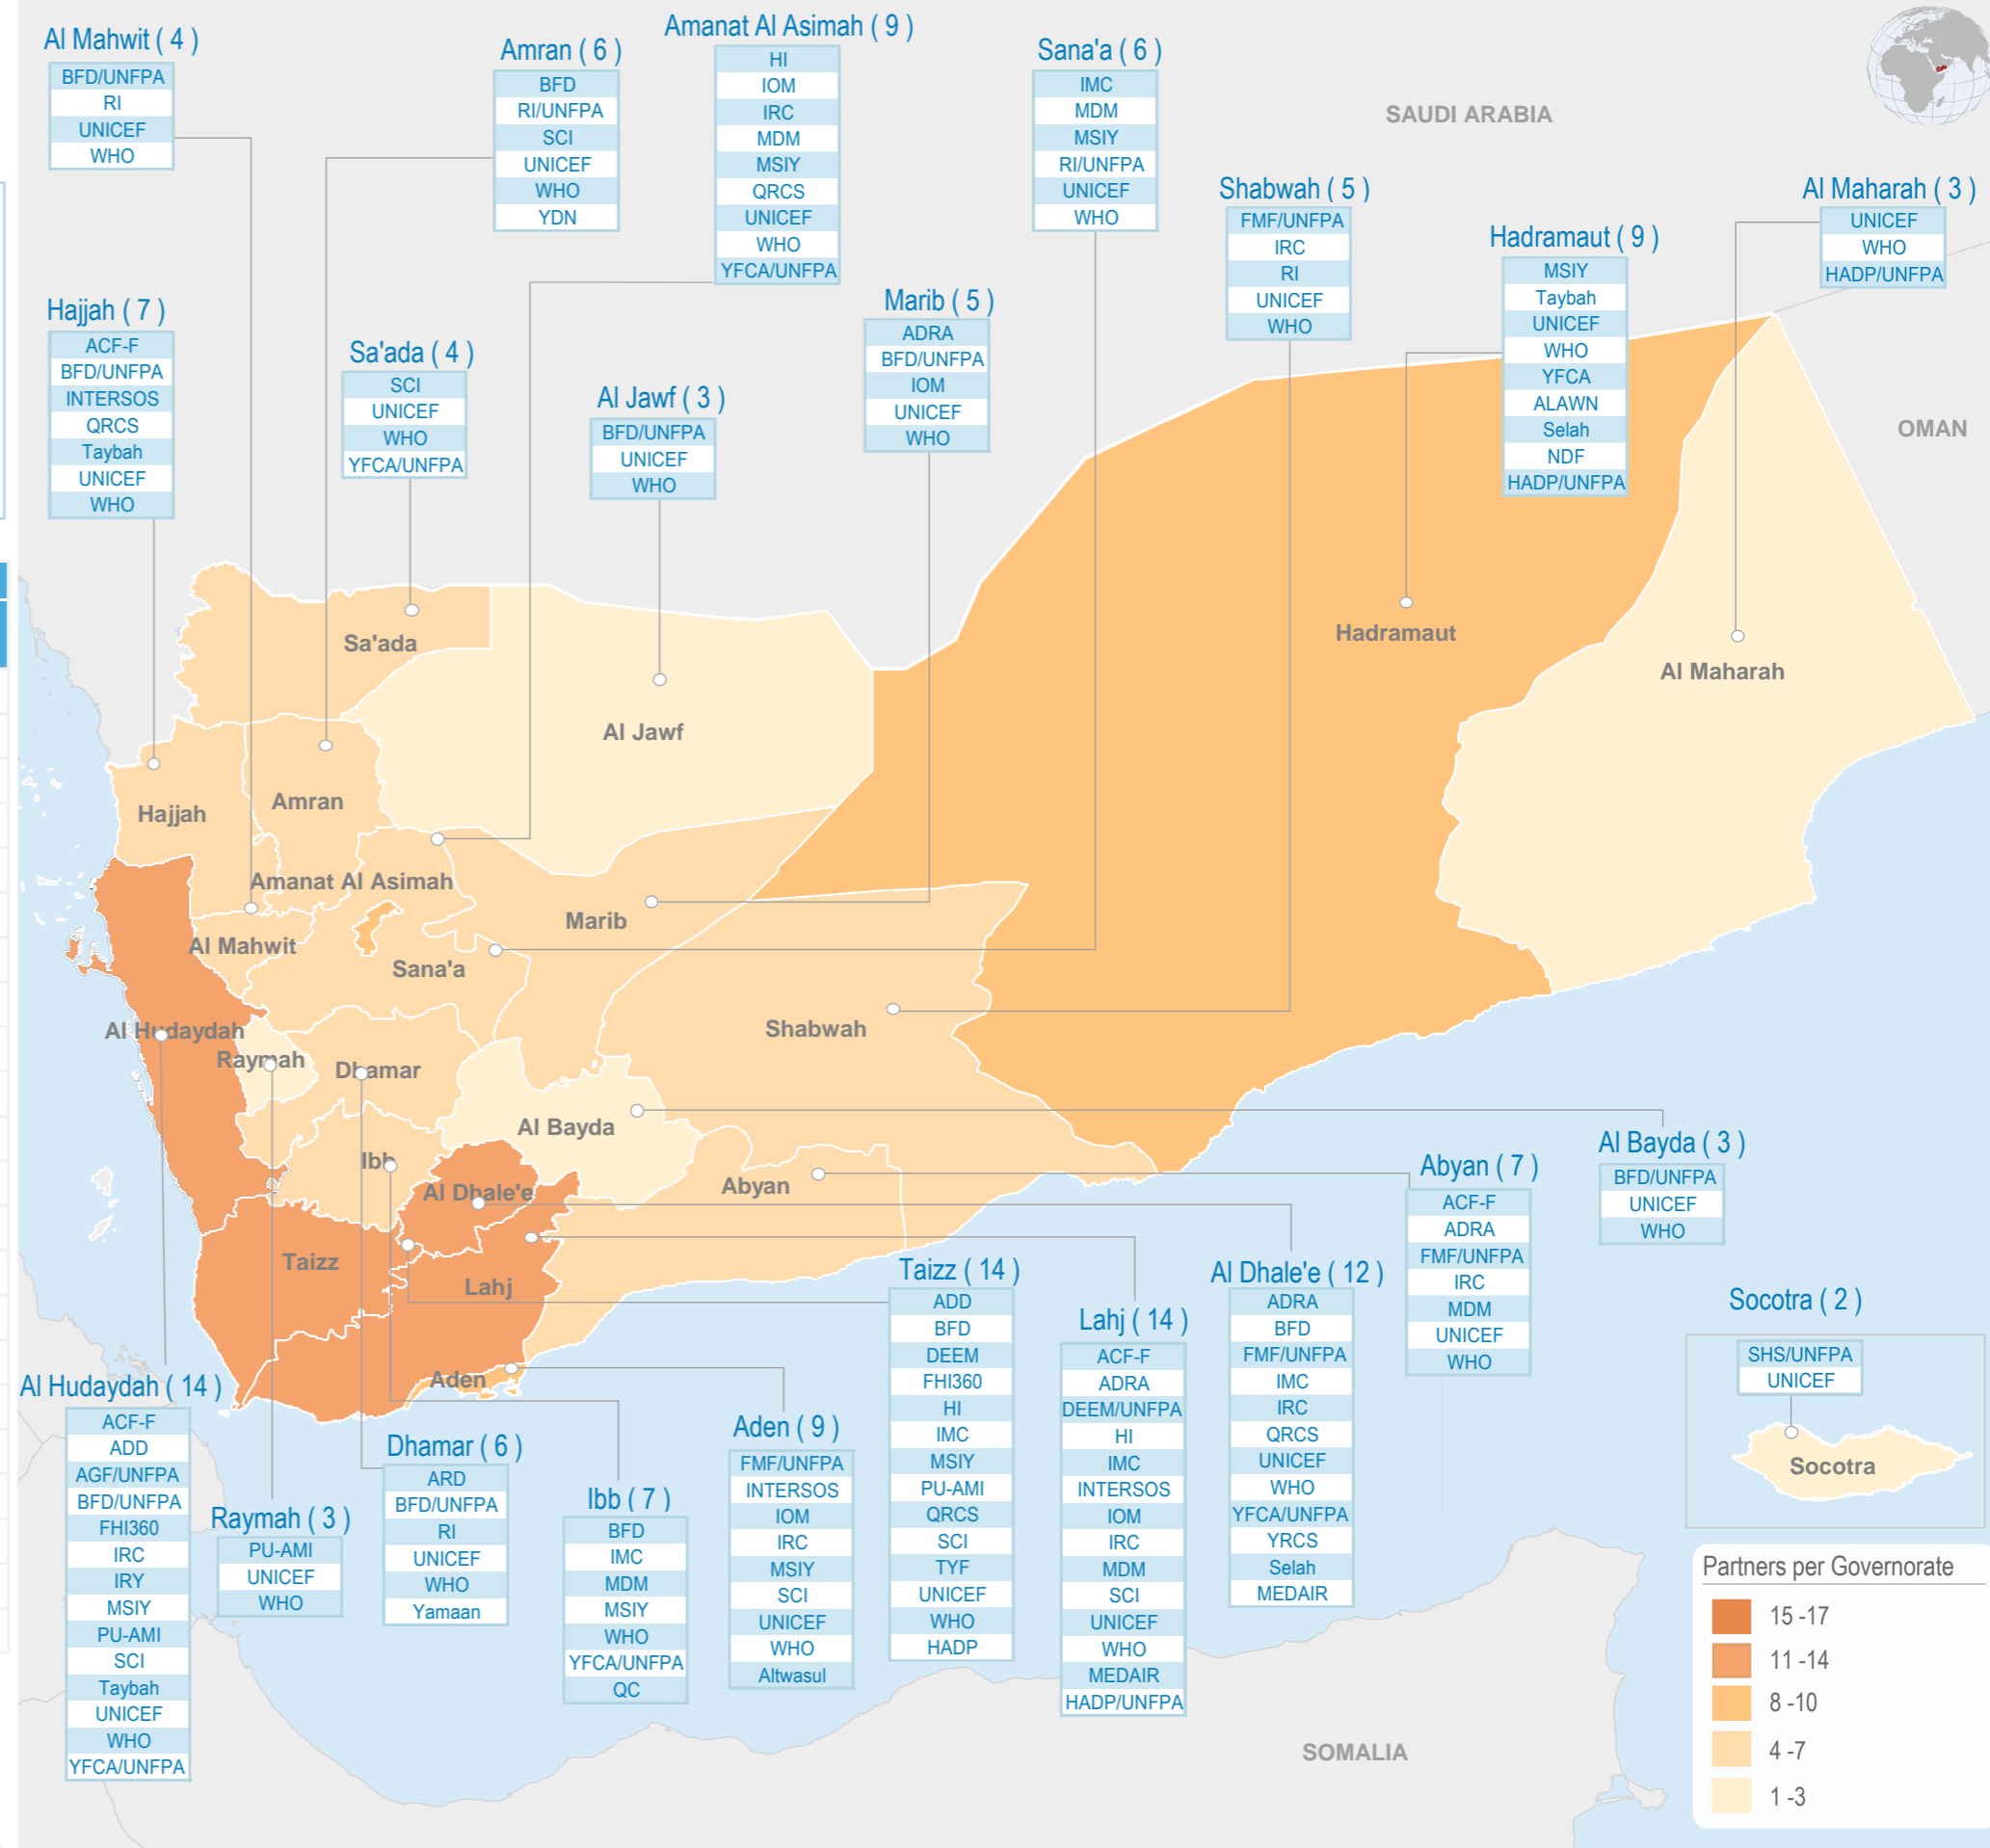 Al Mahwit ( 4 )
BFD/UNFPA
RI
UNICEF
WHO
Amran ( 6 )
BFD
RI/UNFPA
SCI
UNICEF
WHO
YDN
Amanat Al Asimah ( 9 )
HI
IOM
IRC
MDM
MSIY
QRCS
UNICEF
WHO
YFCA/UNFPA
Sana'a ( 6 )
IMC
MDM
MSIY
RI/UNFPA
UNICEF
WHO
SAUDI ARABIA
Shabwah ( 5 )
FMF/UNFPA
IRC
RI
UNICEF
WHO
Hadramaut ( 9 )
MSIY
Taybah
UNICEF
WHO
YFCA
ALAWN
Selah
NDF
HADP/UNFPA
Al Maharah ( 3 )
UNICEF
WHO
HADP/UNFPA
Hajjah ( 7 )
ACF-F
BFD/UNFPA
INTERSOS
QRCS
Taybah
UNICEF
WHO
Sa'ada ( 4 )
SCI
UNICEF
WHO
YFCA/UNFPA
Al Jawf ( 3 )
BFD/UNFPA
UNICEF
WHO
Marib ( 5 )
ADRA
BFD/UNFPA
IOM
UNICEF
WHO
OMAN
Sa'ada
Hadramaut
Al Maharah
Al Jawf
Amran
Hajjah
Amanat Al Asimah
Marib
Al Mahwit
Sana'a
Shabwah
Al Hudaydah
Raymah
Dhamar
Al Bayda
Ibb
Al Dhale'e
Abyan
Taizz
Lahj
Aden
Al Bayda ( 3 )
BFD/UNFPA
UNICEF
WHO
Abyan ( 7 )
ACF-F
ADRA
FMF/UNFPA
IRC
MDM
UNICEF
WHO
Taizz ( 14 )
ADD
BFD
DEEM
FHI360
HI
IMC
MSIY
PU-AMI
QRCS
SCI
TYF
UNICEF
WHO
HADP
Lahj ( 14 )
ACF-F
ADRA
DEEM/UNFPA
HI
IMC
INTERSOS
IOM
IRC
MDM
SCI
UNICEF
WHO
MEDAIR
HADP/UNFPA
Al Dhale'e ( 12 )
ADRA
BFD
FMF/UNFPA
IMC
IRC
QRCS
UNICEF
WHO
YFCA/UNFPA
YRCS
Selah
MEDAIR
Socotra ( 2 )
SHS/UNFPA
UNICEF
Socotra
Al Hudaydah ( 14 )
ACF-F
ADD
AGF/UNFPA
BFD/UNFPA
FHI360
IRC
IRY
MSIY
PU-AMI
SCI
Taybah
UNICEF
WHO
YFCA/UNFPA
Raymah ( 3 )
PU-AMI
UNICEF
WHO
Dhamar ( 6 )
ARD
BFD/UNFPA
RI
UNICEF
WHO
Yamaan
Ibb ( 7 )
BFD
IMC
MDM
MSIY
WHO
YFCA/UNFPA
QC
Aden ( 9 )
FMF/UNFPA
INTERSOS
IOM
IRC
MSIY
SCI
UNICEF
WHO
Altwasul
SOMALIA
Partners per Governorate
15 -17
11 -14
8 -10
4 -7
1 -3